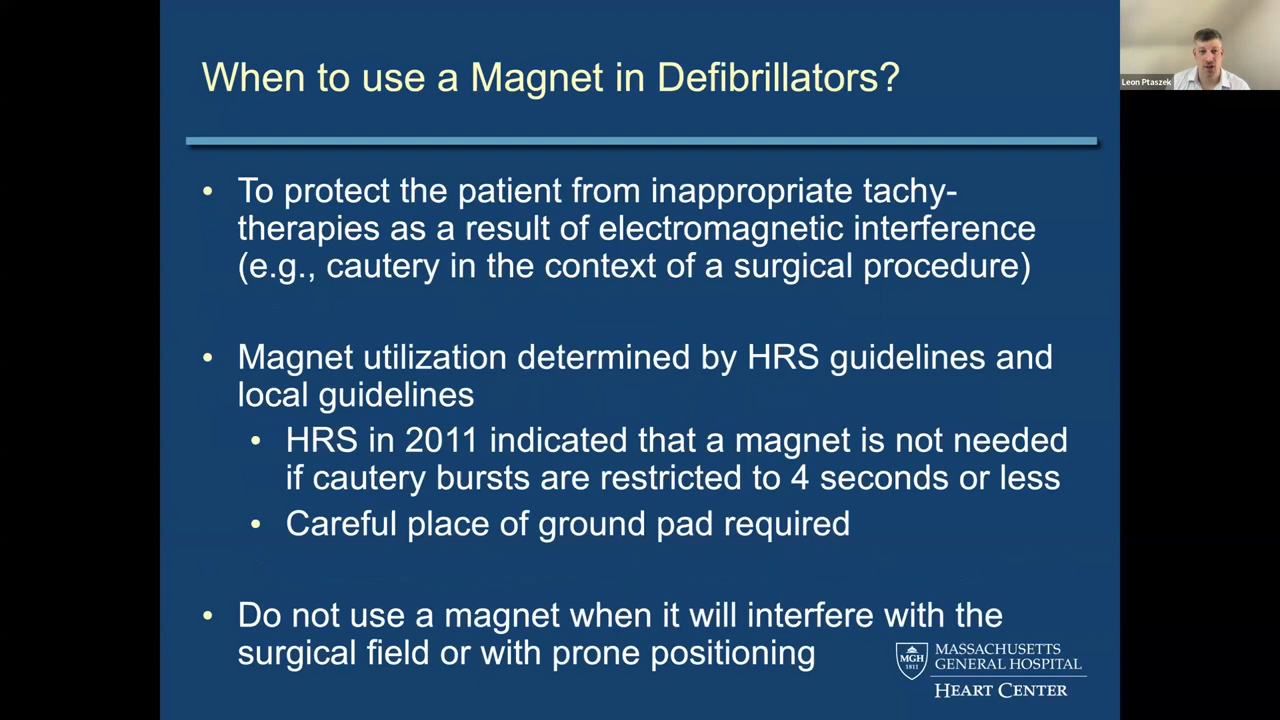 When to use a Magnet in Defibrillators?
Leon Ptaszek
• To protect the patient from inappropriate tachy-
therapies as a result of electromagnetic interference
(e.g., cautery in the context of a surgical procedure)
• Magnet utilization determined by HRS guidelines and
local guidelines
• HRS in 2011 indicated that a magnet is not needed
if cautery bursts are restricted to 4 seconds or less
• Careful place of ground pad required
• Do not use a magnet when it will interfere with the
surgical field or with prone positioning
MGH
1811
MASSACHUSETTS
GENERAL HOSPITAL
HEART CENTER